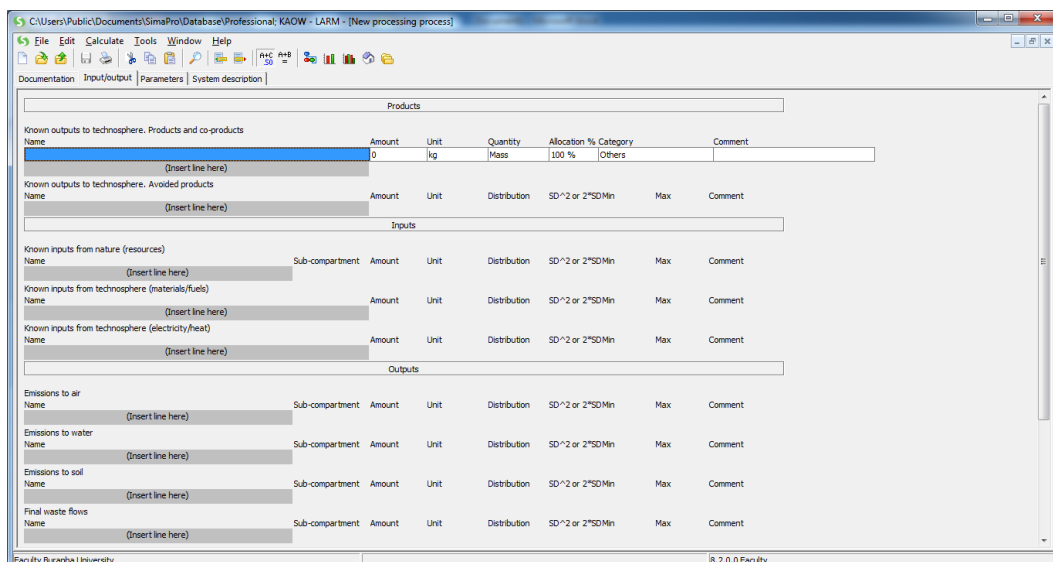 C:\Users\Public\Documents\SimaPro\Database\Professional; KAOW - LARM - [New processing process]
File Edit Calculate Tools Window Help
A+C .SO A+B =
Documentation Input/output Parameters System description
Products
Known outputs to technosphere. Products and co-products
Name Amount Unit Quantity Allocation % Category Comment
0 kg Mass 100 % Others
(Insert line here)
Known outputs to technosphere. Avoided products
Name Amount Unit Distribution SD^2 or 2*SD Min Max Comment
(Insert line here)
Inputs
Known inputs from nature (resources)
Name Sub-compartment Amount Unit Distribution SD^2 or 2*SD Min Max Comment
(Insert line here)
Known inputs from technosphere (materials/fuels)
Name Amount Unit Distribution SD^2 or 2*SD Min Max Comment
(Insert line here)
Known inputs from technosphere (electricity/heat)
Name Amount Unit Distribution SD^2 or 2*SD Min Max Comment
(Insert line here)
Outputs
Emissions to air
Name Sub-compartment Amount Unit Distribution SD^2 or 2*SD Min Max Comment
(Insert line here)
Emissions to water
Name Sub-compartment Amount Unit Distribution SD^2 or 2*SD Min Max Comment
(Insert line here)
Emissions to soil
Name Sub-compartment Amount Unit Distribution SD^2 or 2*SD Min Max Comment
(Insert line here)
Final waste flows
Name Sub-compartment Amount Unit Distribution SD^2 or 2*SD Min Max Comment
(Insert line here)
Faculty Burapha University 8.2.0.0 Faculty